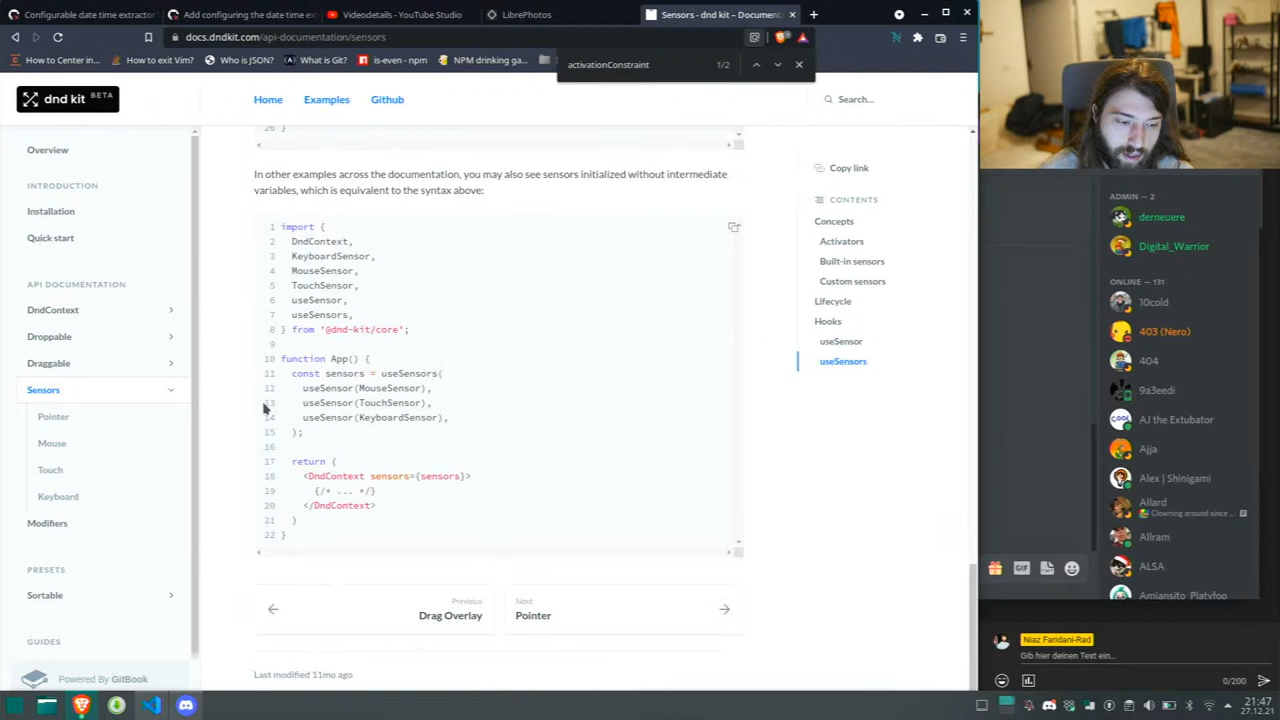 Configurable date time extractor
Add configuring the date time ex
Videodetails - YouTube Studio
LibrePhotos
Sensors - dnd kit – Documenta
docs.dndkit.com/api-documentation/sensors
How to Center in...
How to exit Vim?
Who is JSON?
What is Git?
is-even - npm
NPM drinking ga...
activationConstraint
1/2
dnd kit BETA
Home
Examples
Github
Search...
Overview
INTRODUCTION
Installation
Quick start
API DOCUMENTATION
DndContext
Droppable
Draggable
Sensors
Pointer
Mouse
Touch
Keyboard
Modifiers
PRESETS
Sortable
GUIDES
Powered By GitBook
26 }
In other examples across the documentation, you may also see sensors initialized without intermediate
variables, which is equivalent to the syntax above:
1 import {
2 DndContext,
3 KeyboardSensor,
4 MouseSensor,
5 TouchSensor,
6 useSensor,
7 useSensors,
8 } from '@dnd-kit/core';
9
10 function App() {
11 const sensors = useSensors(
12 useSensor(MouseSensor),
13 useSensor(TouchSensor),
14 useSensor(KeyboardSensor),
15 );
16
17 return (
18 <DndContext sensors={sensors}>
19 {/* ... */}
20 </DndContext>
21 )
22 }
Previous
Drag Overlay
Next
Pointer
Last modified 11mo ago
Copy link
CONTENTS
Concepts
Activators
Built-in sensors
Custom sensors
Lifecycle
Hooks
useSensor
useSensors
ADMIN — 2
derneuere
Digital_Warrior
ONLINE — 131
10cold
403 (Nero)
404
9a3eedi
AJ the Extubator
Ajja
Alex | Shinigami
Allard
Clowning around since ...
Allram
ALSA
Amiansito_Platyfoo
GIF
Niaz Faridani-Rad
Gib hier deinen Text ein...
0/200
21:47
27.12.21